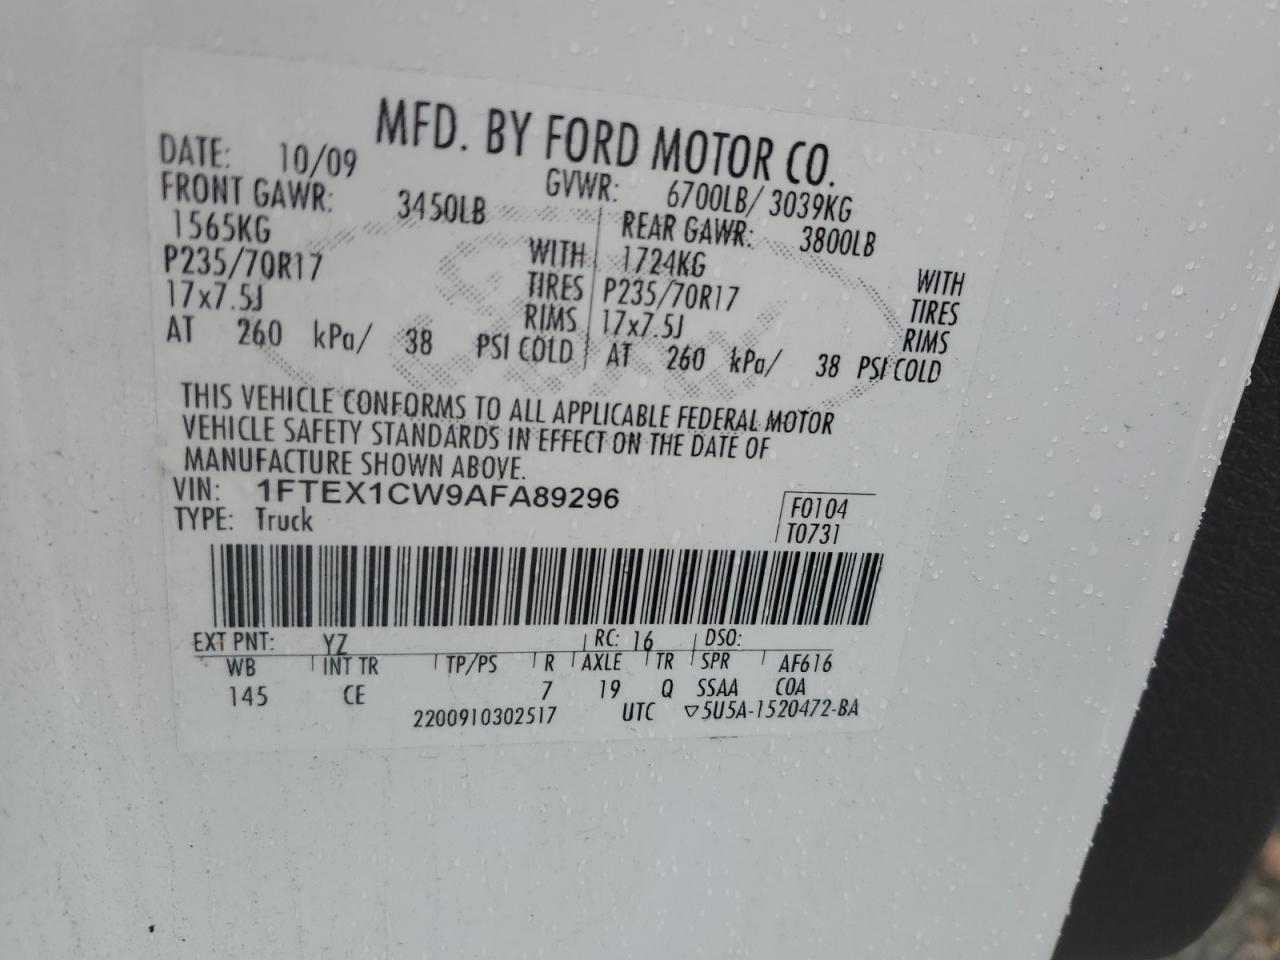 MFD. BY FORD MOTOR CO.
DATE: 10/09 GVWR: 6700LB/ 3039KG
FRONT GAWR: 3450LB REAR GAWR: 3800LB
1565KG WITH 1724KG WITH
P235/70R17 TIRES P235/70R17 TIRES
17x7.5J RIMS 17x7.5J RIMS
AT 260 kPa/ 38 PSI COLD AT 260 kPa/ 38 PSI COLD
THIS VEHICLE CONFORMS TO ALL APPLICABLE FEDERAL MOTOR
VEHICLE SAFETY STANDARDS IN EFFECT ON THE DATE OF
MANUFACTURE SHOWN ABOVE.
VIN: 1FTEX1CW9AFA89296 F0104
TYPE: Truck T0731
EXT PNT: YZ RC: 16 DSO:
WB INT TR TP/PS R AXLE TR SPR AF616
145 CE 7 19 Q SSAA COA
2200910302517 UTC ▽5U5A-1520472-BA